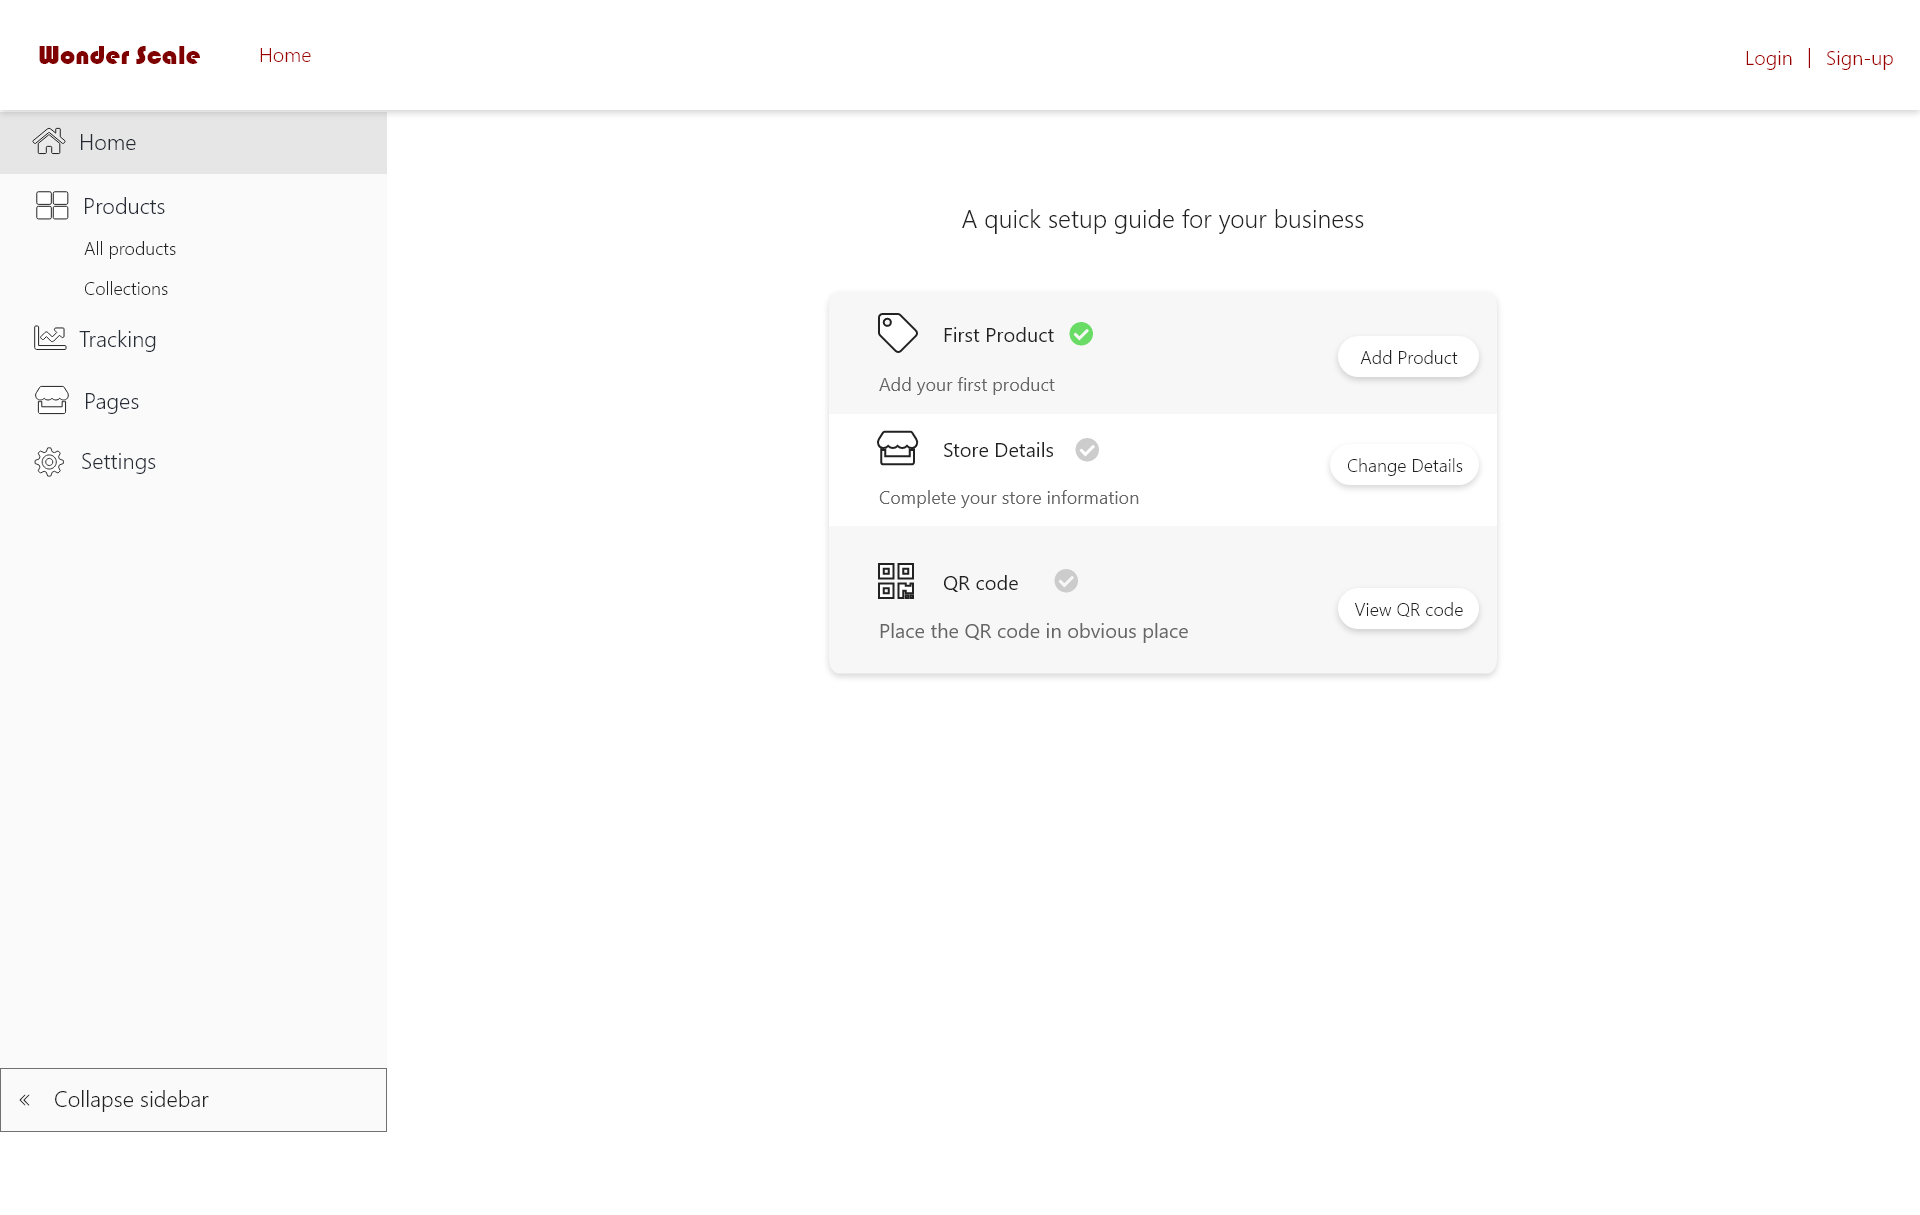 Wonder Scale
Home
Login | Sign-up
Home
Products
All products
Collections
Tracking
Pages
Settings
« Collapse sidebar
A quick setup guide for your business
First Product
Add your first product
Add Product
Store Details
Complete your store information
Change Details
QR code
Place the QR code in obvious place
View QR code